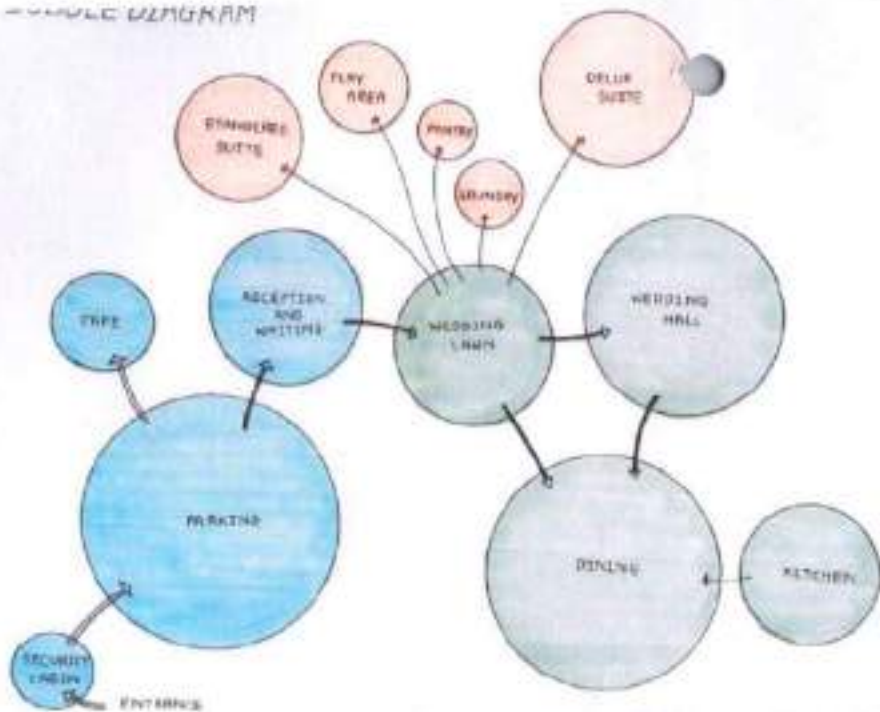 BUBBLE DIAGRAM
PLAY
AREA
DELUX
SUITE
STANDARD
SUITE
PANTRY
LAUNDRY
RECEPTION
AND
WAITING
CAFE
WEDDING
LAWN
WEDDING
HALL
PARKING
DINING
KITCHEN
SECURITY
CABIN
ENTRANCE